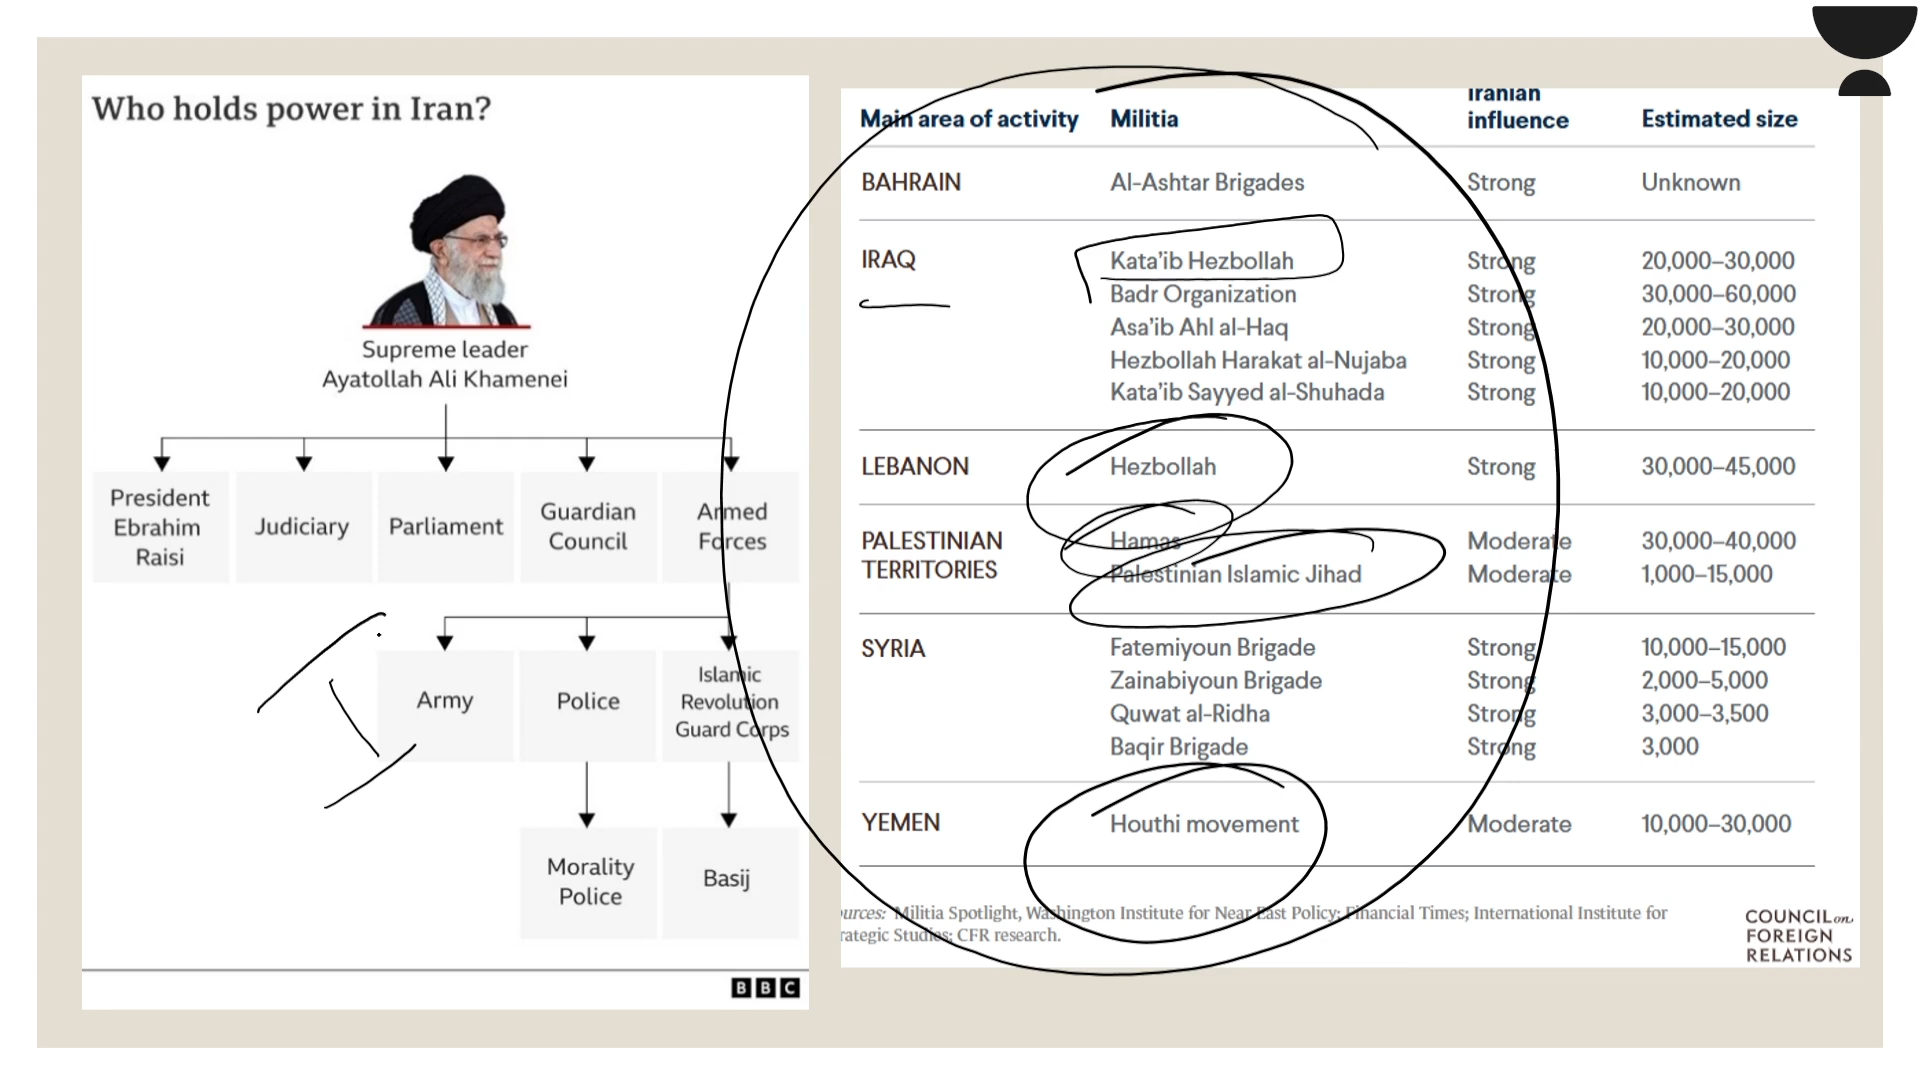 Who holds power in Iran?
Supreme leader
Ayatollah Ali Khamenei
President
Ebrahim
Raisi
Judiciary
Parliament
Guardian
Council
Armed
Forces
Army
Police
Islamic
Revolution
Guard Corps
Morality
Police
Basij
BBC
Main area of activity Militia Iranian influence Estimated size
BAHRAIN Al-Ashtar Brigades Strong Unknown
IRAQ Kata'ib Hezbollah Strong 20,000–30,000
Badr Organization Strong 30,000–60,000
Asa'ib Ahl al-Haq Strong 20,000–30,000
Hezbollah Harakat al-Nujaba Strong 10,000–20,000
Kata'ib Sayyed al-Shuhada Strong 10,000–20,000
LEBANON Hezbollah Strong 30,000–45,000
PALESTINIAN Hamas Moderate 30,000–40,000
TERRITORIES Palestinian Islamic Jihad Moderate 1,000–15,000
SYRIA Fatemiyoun Brigade Strong 10,000–15,000
Zainabiyoun Brigade Strong 2,000–5,000
Quwat al-Ridha Strong 3,000–3,500
Baqir Brigade Strong 3,000
YEMEN Houthi movement Moderate 10,000–30,000
urces: Militia Spotlight, Washington Institute for Near East Policy; Financial Times; International Institute for
rategic Studies; CFR research.
COUNCIL on
FOREIGN
RELATIONS